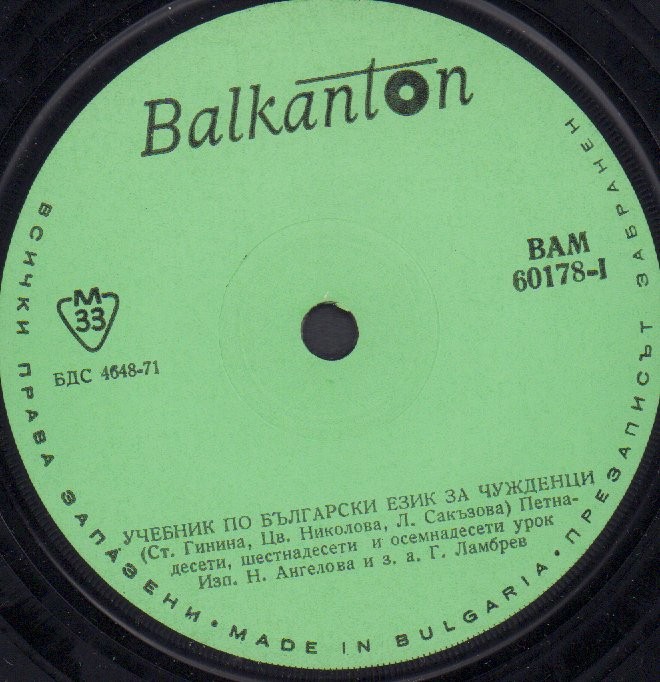 Balkanton
ВАМ
60178-I
М
33
БДС 4648-71
УЧЕБНИК ПО БЪЛГАРСКИ ЕЗИК ЗА ЧУЖДЕНЦИ
(Ст. Гинина, Цв. Николова, Л. Сакъзова) Петна-
десети, шестнадесети и осемнадесети урок
Изп. Н. Ангелова и з. а. Г. Ламбрев
ВСИЧКИ ПРАВА ЗАПАЗЕНИ • MADE IN BULGARIA • ПРЕЗАПИСЪТ ЗАБРАНЕН